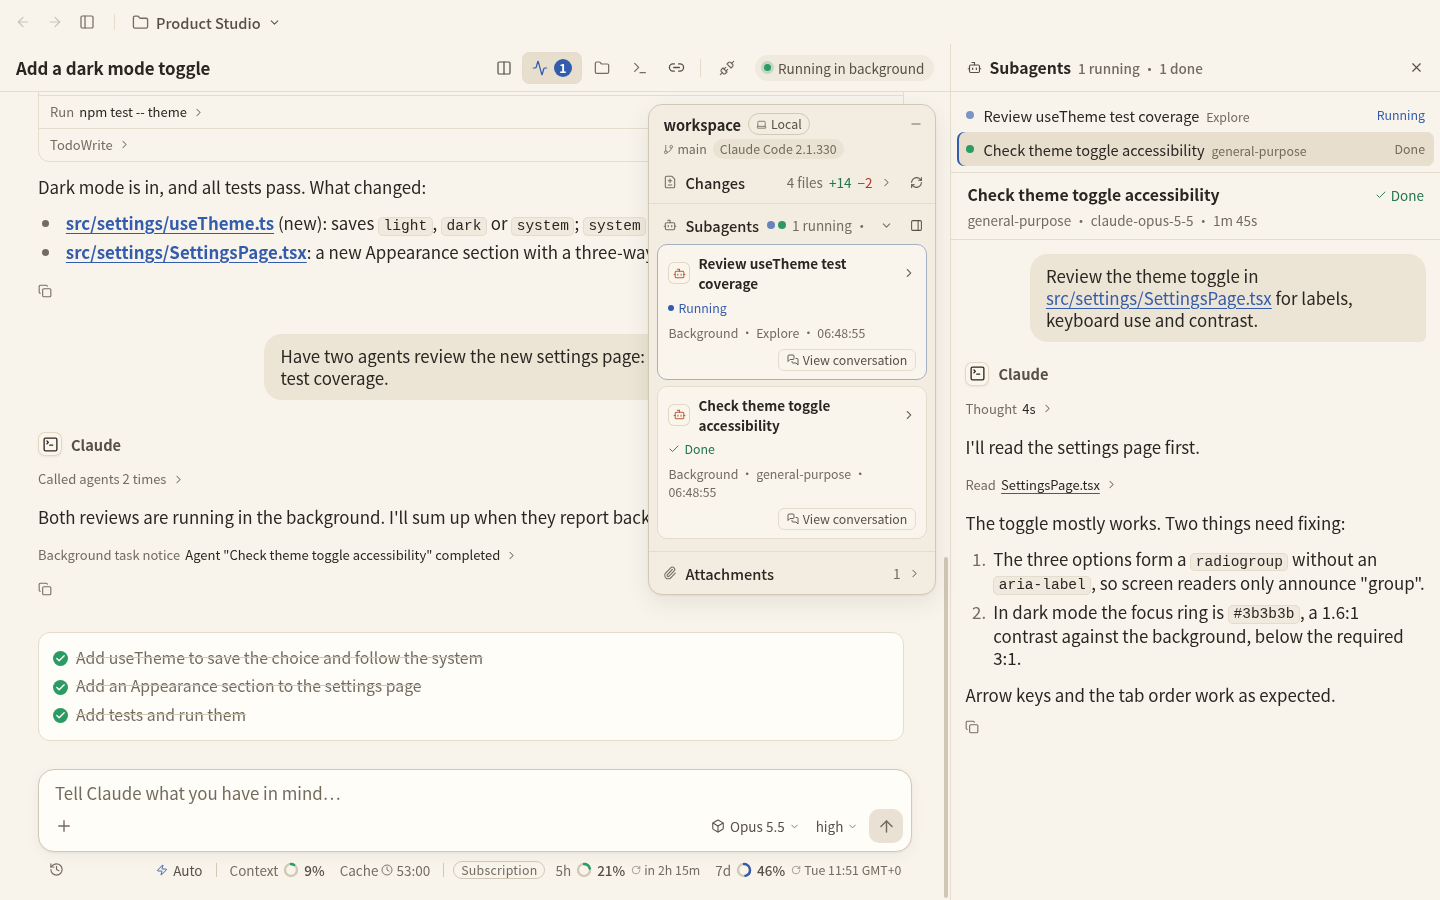 Product Studio
Add a dark mode toggle
1
Running in background
Run npm test -- theme
TodoWrite
Dark mode is in, and all tests pass. What changed:
src/settings/useTheme.ts (new): saves light, dark or system; system
src/settings/SettingsPage.tsx: a new Appearance section with a three-way
Have two agents review the new settings page:
test coverage.
Claude
Called agents 2 times
Both reviews are running in the background. I'll sum up when they report back
Background task notice Agent "Check theme toggle accessibility" completed
Add useTheme to save the choice and follow the system
Add an Appearance section to the settings page
Add tests and run them
Tell Claude what you have in mind…
Opus 5.5
high
Auto
Context 9%
Cache 53:00
Subscription
5h 21% in 2h 15m
7d 46% Tue 11:51 GMT+0
workspace Local
main Claude Code 2.1.330
Changes 4 files +14 −2
Subagents 1 running •
Review useTheme test
coverage
Running
Background • Explore • 06:48:55
View conversation
Check theme toggle
accessibility
Done
Background • general-purpose •
06:48:55
View conversation
Attachments 1
Subagents 1 running • 1 done
Review useTheme test coverage Explore Running
Check theme toggle accessibility general-purpose Done
Check theme toggle accessibility Done
general-purpose • claude-opus-5-5 • 1m 45s
Review the theme toggle in
src/settings/SettingsPage.tsx for labels,
keyboard use and contrast.
Claude
Thought 4s
I'll read the settings page first.
Read SettingsPage.tsx
The toggle mostly works. Two things need fixing:
1. The three options form a radiogroup without an
aria-label, so screen readers only announce "group".
2. In dark mode the focus ring is #3b3b3b, a 1.6:1
contrast against the background, below the required
3:1.
Arrow keys and the tab order work as expected.